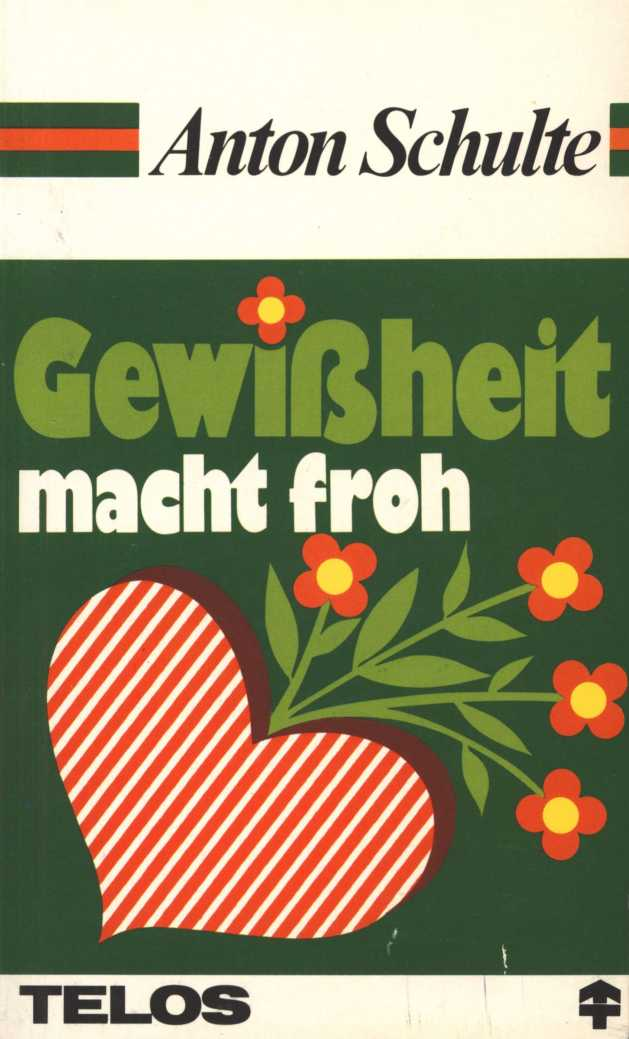 Anton Schulte
Gewißheit
macht froh
TELOS